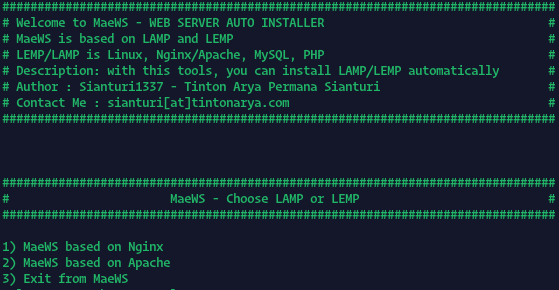 ###############################################################################
# Welcome to MaeWS - WEB SERVER AUTO INSTALLER                                #
# MaeWS is based on LAMP and LEMP                                             #
# LEMP/LAMP is Linux, Nginx/Apache, MySQL, PHP                                #
# Description: with this tools, you can install LAMP/LEMP automatically       #
# Author : Sianturi1337 - Tinton Arya Permana Sianturi                        #
# Contact Me : sianturi[at]tintonarya.com                                     #
###############################################################################
###############################################################################
#                       MaeWS - Choose LAMP or LEMP                           #
###############################################################################
1) MaeWS based on Nginx
2) MaeWS based on Apache
3) Exit from MaeWS